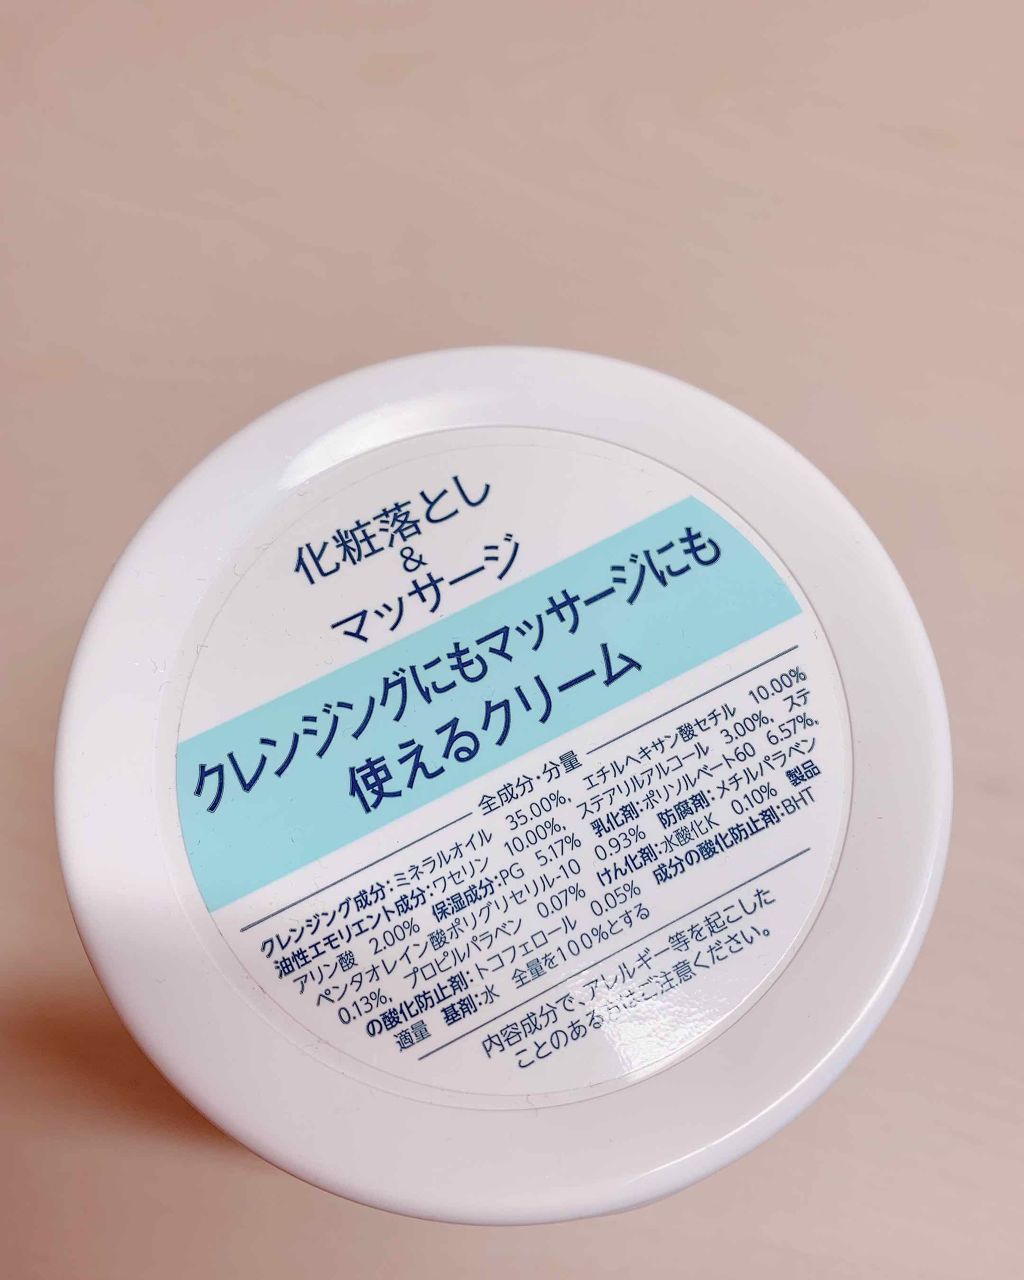 化粧落とし
&
マッサージ
クレンジングにもマッサージにも
使えるクリーム
全成分・分量
クレンジング成分:ミネラルオイル 35.00%, エチルヘキサン酸セチル 10.00%
油性エモリエント成分:ワセリン 10.00%, ステアリルアルコール 3.00%, ステ
アリン酸 2.00% 保湿成分:PG 5.17% 乳化剤:ポリソルベート60 6.57%,
ペンタオレイン酸ポリグリセリル-10 0.93% 防腐剤:メチルパラベン
0.13%, プロピルパラベン 0.07% けん化剤:水酸化K 0.10% 製品
の酸化防止剤:トコフェロール 0.05% 成分の酸化防止剤:BHT
適量 基剤:水 全量を100%とする
内容成分で、アレルギー等を起こした
ことのある方はご注意ください。